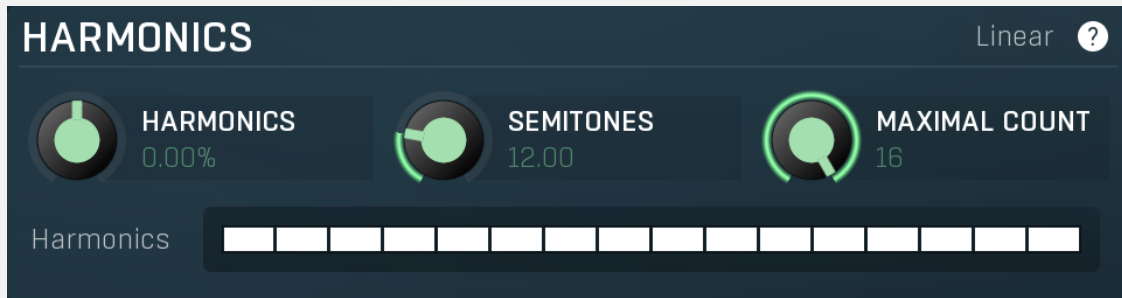 HARMONICS Linear ?
HARMONICS SEMITONES MAXIMAL COUNT
0.00% 12.00 16
Harmonics